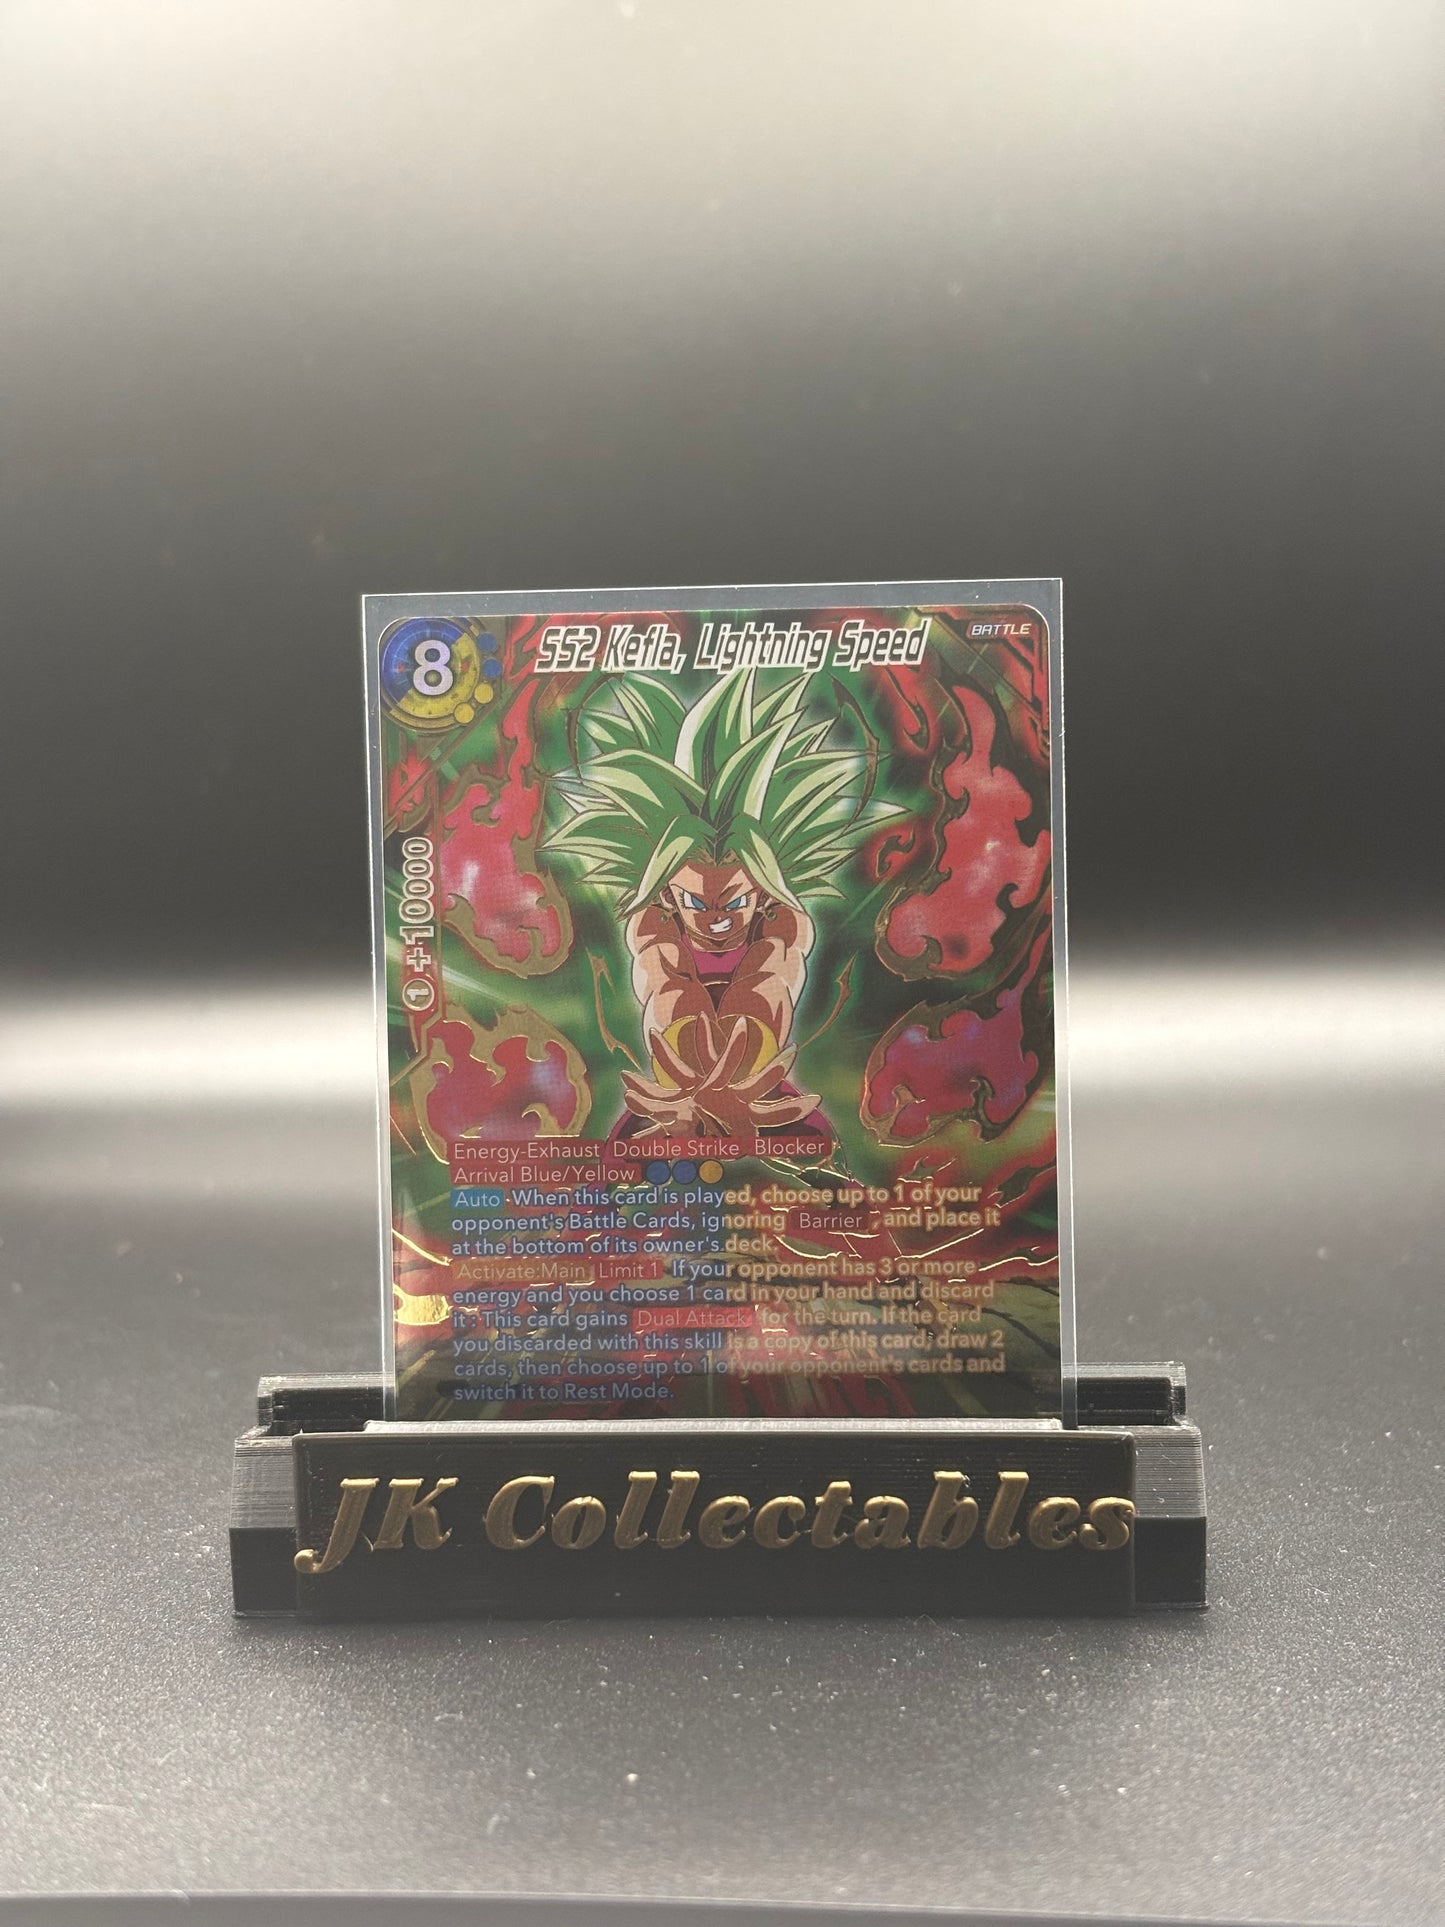 8
SS2 Kefla, Lightning Speed
BATTLE
1 +10000
Energy-Exhaust Double Strike Blocker
Arrival Blue/Yellow
Auto When this card is played, choose up to 1 of your
opponent's Battle Cards, ignoring Barrier, and place it
at the bottom of its owner's deck.
Activate:Main Limit 1 If your opponent has 3 or more
energy and you choose 1 card in your hand and discard
it : This card gains Dual Attack for the turn. If the card
you discarded with this skill is a copy of this card, draw 2
cards, then choose up to 1 of your opponent's cards and
switch it to Rest Mode.
JK Collectables